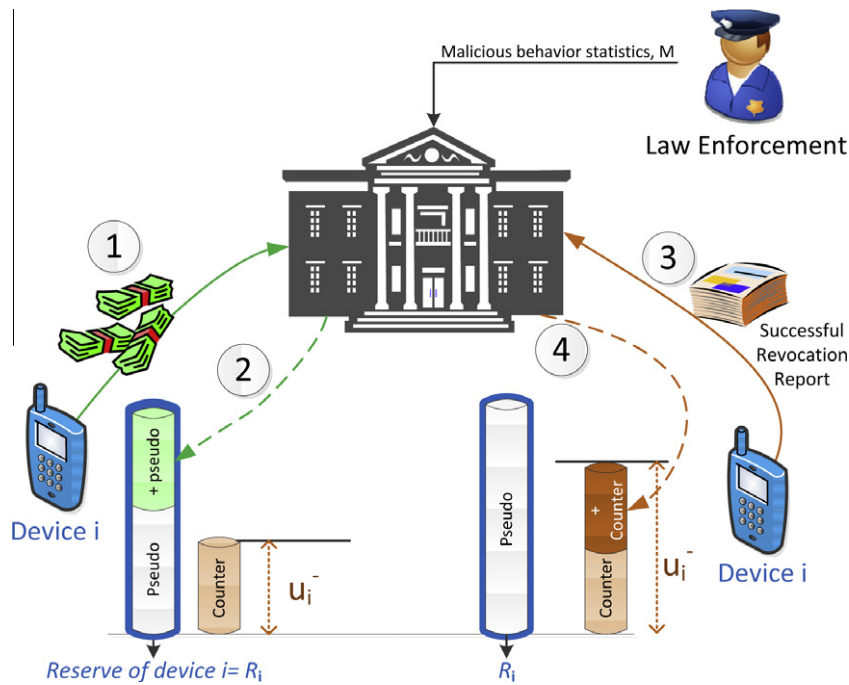 Malicious behavior statistics, M
Law Enforcement
1
2
3
4
Successful
Revocation
Report
Device i
+ pseudo
Pseudo
Counter
uᵢ⁻
Reserve of device i= Rᵢ
Pseudo
+
Counter
Counter
uᵢ⁻
Device i
Rᵢ